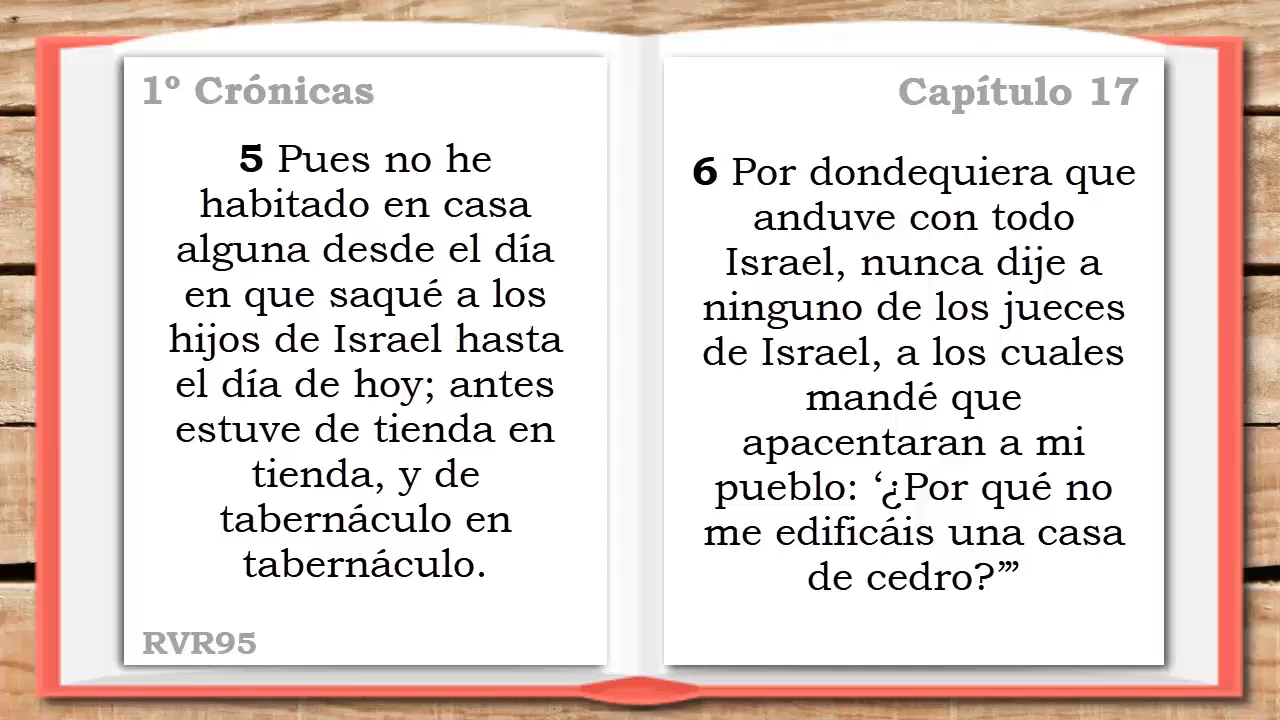 1º Crónicas
5 Pues no he
habitado en casa
alguna desde el día
en que saqué a los
hijos de Israel hasta
el día de hoy; antes
estuve de tienda en
tienda, y de
tabernáculo en
tabernáculo.
RVR95
Capítulo 17
6 Por dondequiera que
anduve con todo
Israel, nunca dije a
ninguno de los jueces
de Israel, a los cuales
mandé que
apacentaran a mi
pueblo: ‘¿Por qué no
me edificáis una casa
de cedro?’”